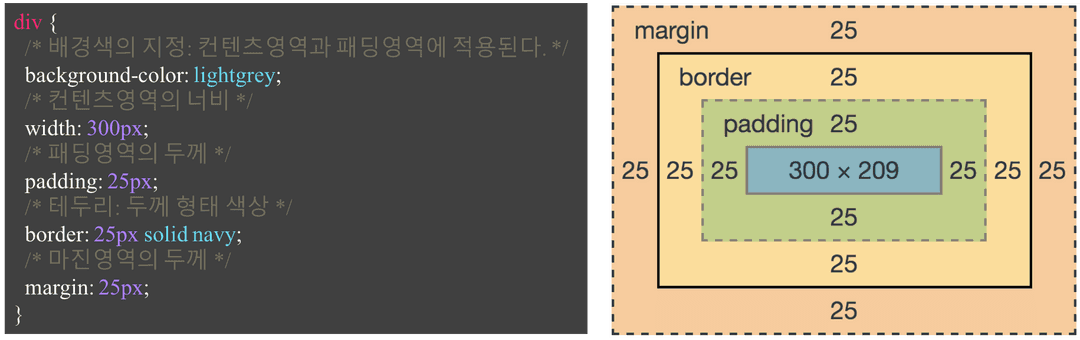 div {
/* 배경색의 지정: 컨텐츠영역과 패딩영역에 적용된다. */
background-color: lightgrey;
/* 컨텐츠영역의 너비 */
width: 300px;
/* 패딩영역의 두께 */
padding: 25px;
/* 테두리: 두께 형태 색상 */
border: 25px solid navy;
/* 마진영역의 두께 */
margin: 25px;
}
margin 25
border 25
padding 25
25 25 25 300 × 209 25 25 25
25
25
25